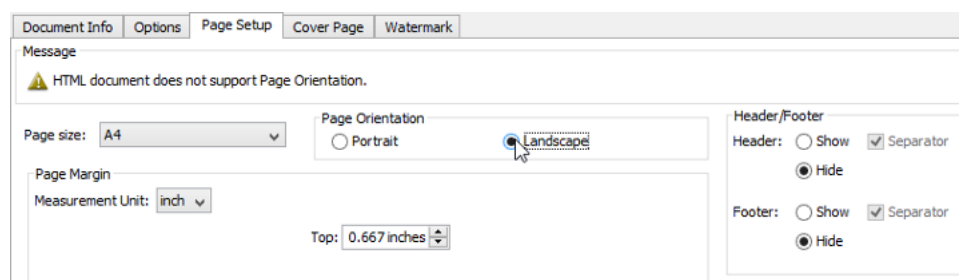 Document Info Options Page Setup Cover Page Watermark
Message
HTML document does not support Page Orientation.
Page size: A4
Page Orientation
Portrait Landscape
Header/Footer
Header: Show Separator
Hide
Footer: Show Separator
Hide
Page Margin
Measurement Unit: inch
Top: 0.667 inches